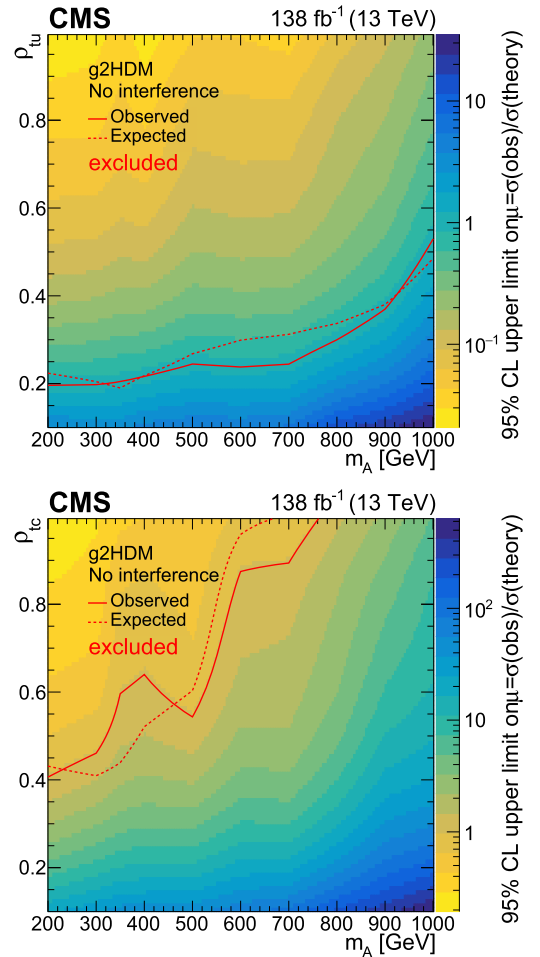 CMS 138 fb⁻¹ (13 TeV)
ρtu
g2HDM
No interference
Observed
Expected
excluded
0.8
0.6
0.4
0.2
200 300 400 500 600 700 800 900 1000
mA [GeV]
10
1
10⁻¹
95% CL upper limit onμ=σ(obs)/σ(theory)
CMS 138 fb⁻¹ (13 TeV)
ρtc
g2HDM
No interference
Observed
Expected
excluded
0.8
0.6
0.4
0.2
200 300 400 500 600 700 800 900 1000
mA [GeV]
10²
10
1
95% CL upper limit onμ=σ(obs)/σ(theory)